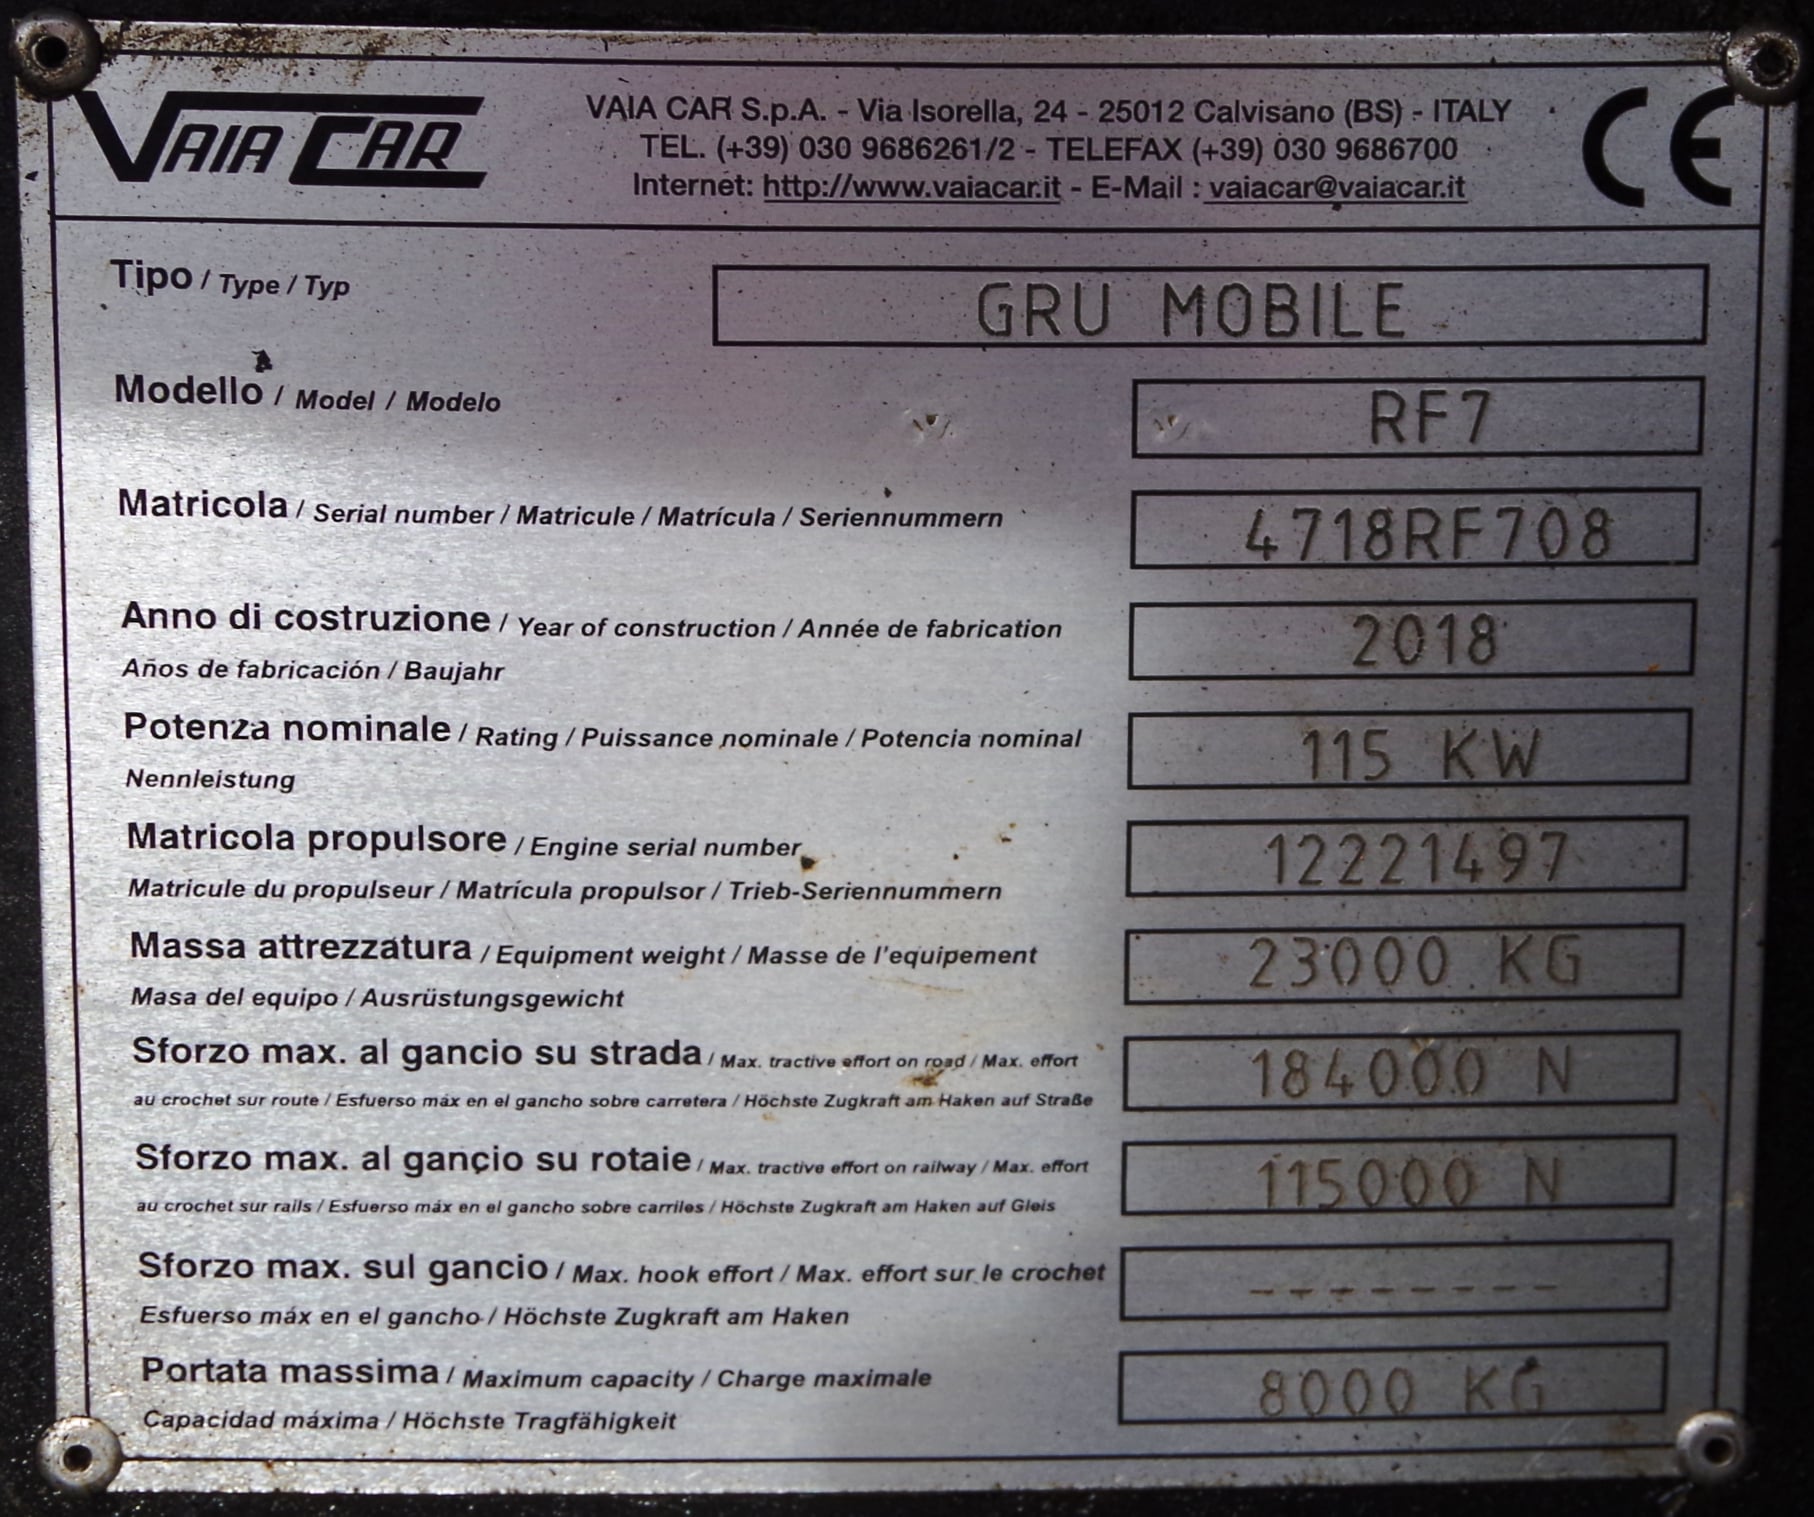 VAIA CAR
VAIA CAR S.p.A. - Via Isorella, 24 - 25012 Calvisano (BS) - ITALY
TEL. (+39) 030 9686261/2 - TELEFAX (+39) 030 9686700
Internet: http://www.vaiacar.it - E-Mail : vaiacar@vaiacar.it
CE
Tipo / Type / Typ GRU MOBILE
Modello / Model / Modelo RF7
Matricola / Serial number / Matricule / Matrícula / Seriennummern 4718RF708
Anno di costruzione / Year of construction / Année de fabrication 2018
Años de fabricación / Baujahr
Potenza nominale / Rating / Puissance nominale / Potencia nominal 115 KW
Nennleistung
Matricola propulsore / Engine serial number 12221497
Matricule du propulseur / Matrícula propulsor / Trieb-Seriennummern
Massa attrezzatura / Equipment weight / Masse de l'equipement 23000 KG
Masa del equipo / Ausrüstungsgewicht
Sforzo max. al gancio su strada / Max. tractive effort on road / Max. effort 184000 N
au crochet sur route / Esfuerso máx en el gancho sobre carretera / Höchste Zugkraft am Haken auf Straße
Sforzo max. al gancio su rotaie / Max. tractive effort on railway / Max. effort 115000 N
au crochet sur rails / Esfuerso máx en el gancho sobre carriles / Höchste Zugkraft am Haken auf Gleis
Sforzo max. sul gancio / Max. hook effort / Max. effort sur le crochet --------
Esfuerso máx en el gancho / Höchste Zugkraft am Haken
Portata massima / Maximum capacity / Charge maximale 8000 KG
Capacidad máxima / Höchste Tragfähigkeit